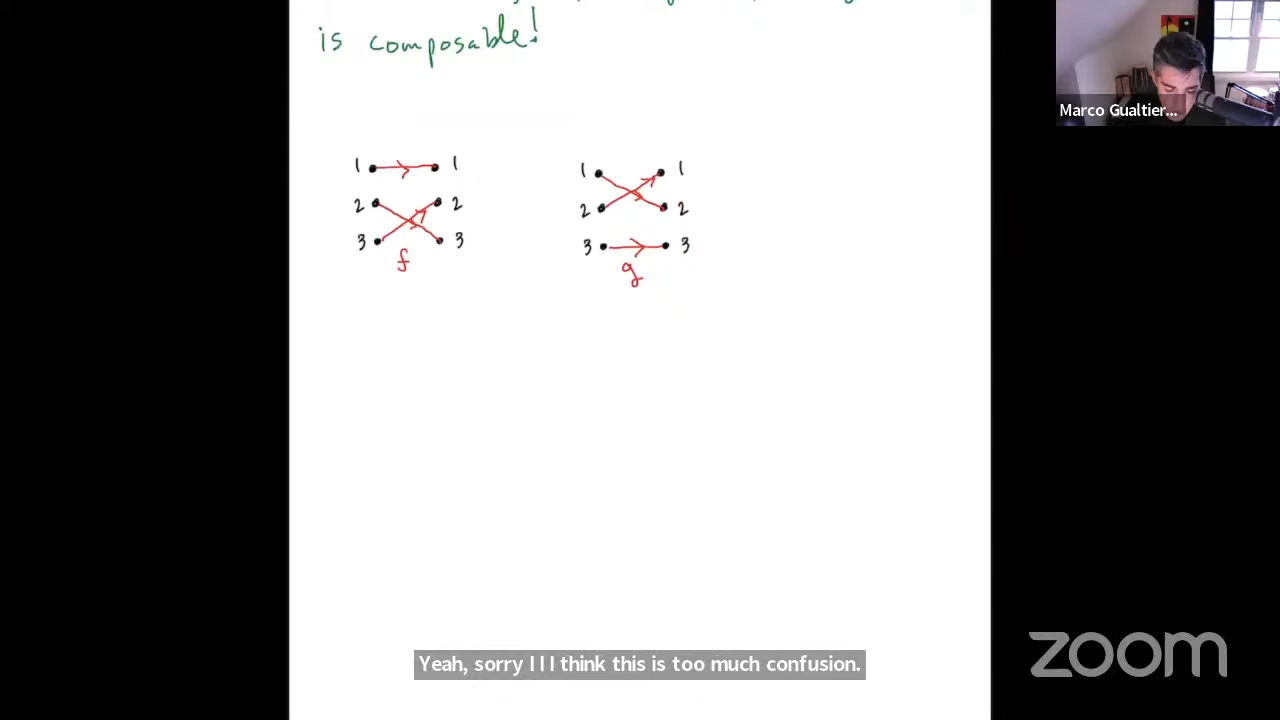 is composable!
Marco Gualtier...
1 1 1 1
2 2 2 2
3 3 3 3
f g
Yeah, sorry I I I think this is too much confusion.
zoom